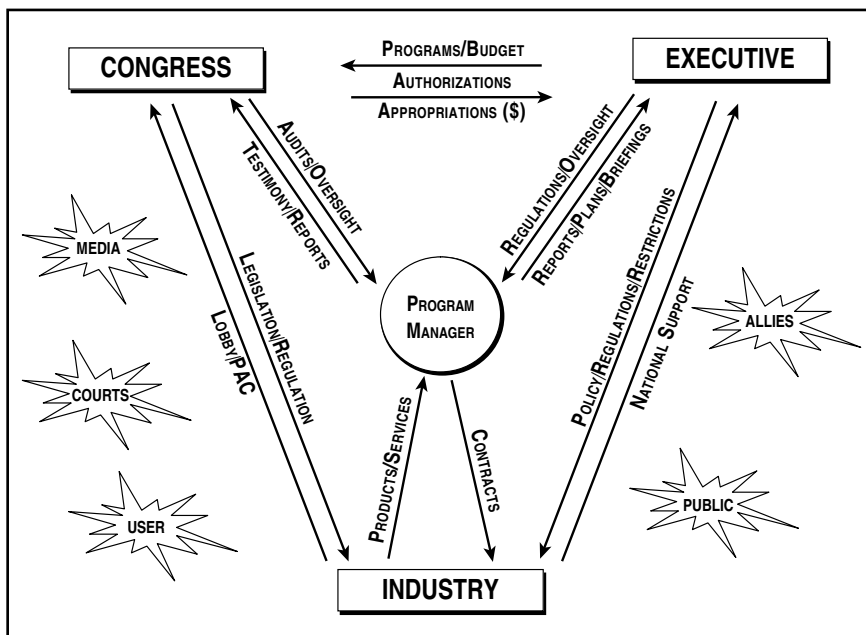 CONGRESS
PROGRAMS/BUDGET
AUTHORIZATIONS
APPROPRIATIONS ($)
EXECUTIVE
AUDITS/OVERSIGHT
TESTIMONY/REPORTS
REGULATIONS/OVERSIGHT
REPORTS/PLANS/BRIEFINGS
MEDIA
LEGISLATION/REGULATION
LOBBY/PAC
PROGRAM
MANAGER
POLICY/REGULATIONS/RESTRICTIONS
NATIONAL SUPPORT
ALLIES
COURTS
PRODUCTS/SERVICES
CONTRACTS
USER
PUBLIC
INDUSTRY